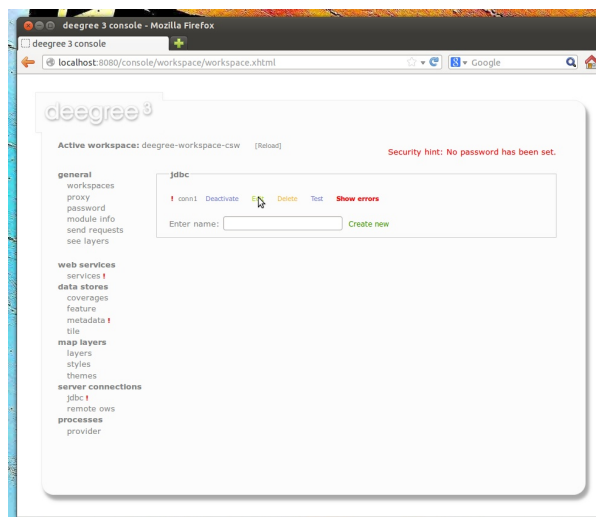 deegree 3 console - Mozilla Firefox
deegree 3 console
localhost:8080/console/workspace/workspace.xhtml
Google
deegree 3
Active workspace: deegree-workspace-csw [Reload]
Security hint: No password has been set.
general
workspaces
proxy
password
module info
send requests
see layers
web services
services !
data stores
coverages
feature
metadata !
tile
map layers
layers
styles
themes
server connections
jdbc !
remote ows
processes
provider
jdbc
! conn1 Deactivate Delete Test Show errors
Enter name: Create new